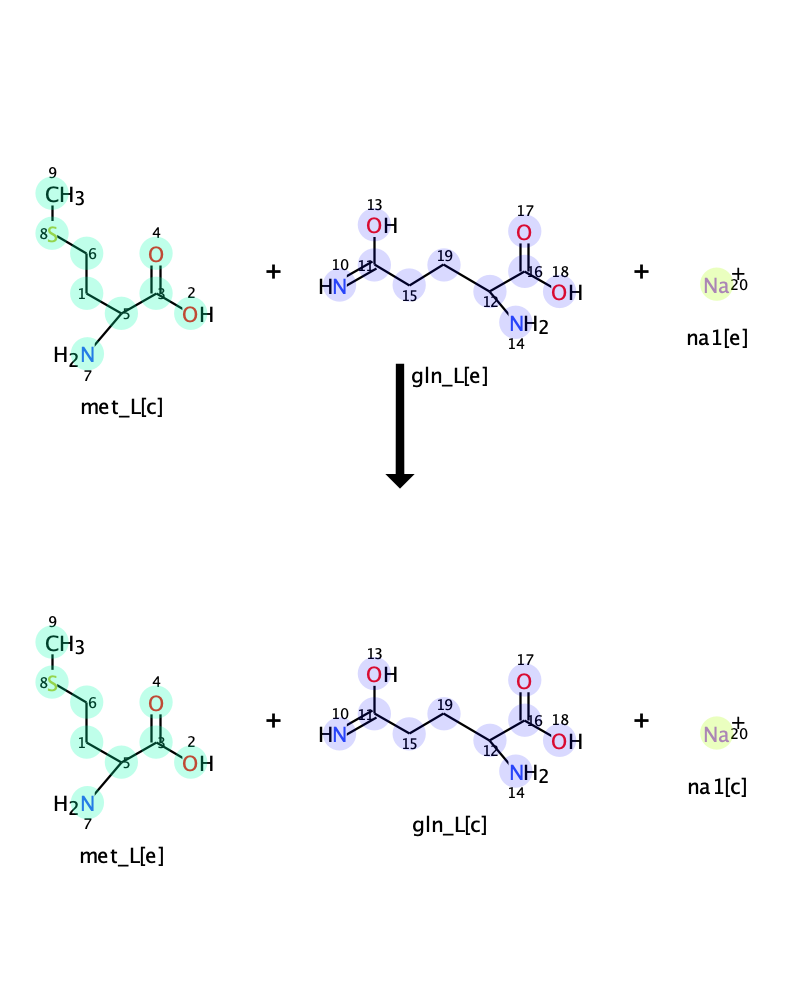 9
CH3
13
17
8S
6
4
OH
O
O
10
11
19
16
18
HN
15
12
OH
1
5
3
2
OH
NH2
14
H2N
7
+
+
Na+
20
na1[e]
met_L[c]
gln_L[e]
9
CH3
13
17
8S
6
4
OH
O
O
10
11
19
16
18
HN
15
12
OH
1
5
3
2
OH
NH2
14
H2N
7
+
+
Na+
20
na1[c]
met_L[e]
gln_L[c]